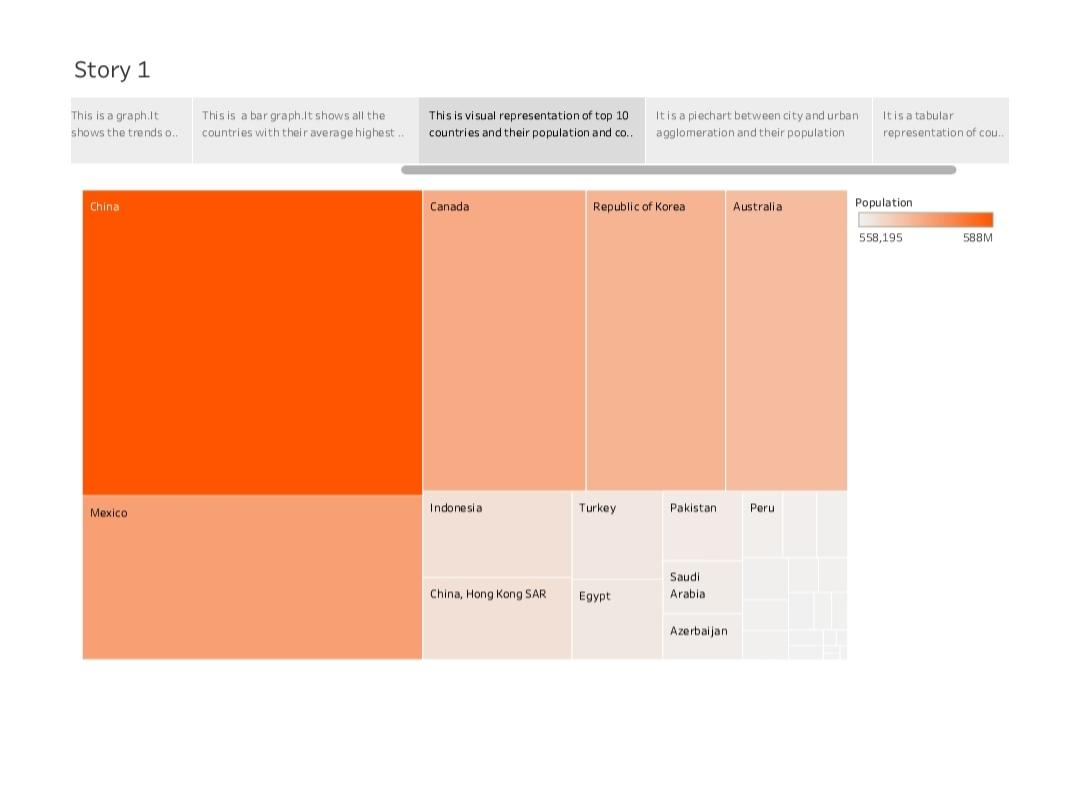 Story 1
This is a graph.It
shows the trends o..
This is  a bar graph.It shows all the
countries with their average highest ..
This is visual representation of top 10
countries and their population and co..
It is a piechart between city and urban
agglomeration and their population
It is a tabular
representation of cou..
China
Canada
Republic of Korea
Australia
Population
558,195
588M
Mexico
Indonesia
Turkey
Pakistan
Peru
China, Hong Kong SAR
Egypt
Saudi
Arabia
Azerbaijan